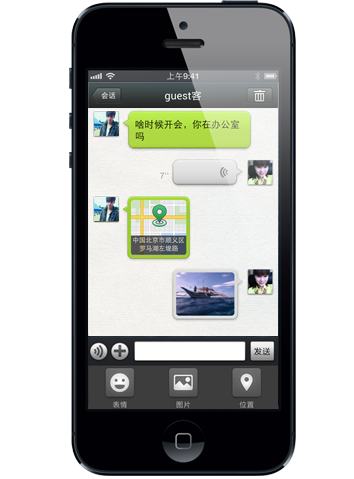 上午9:41
会话
guest客
啥时候开会，你在办公室
吗
7''
中国北京市顺义区
罗马湖左堤路
发送
表情
图片
位置